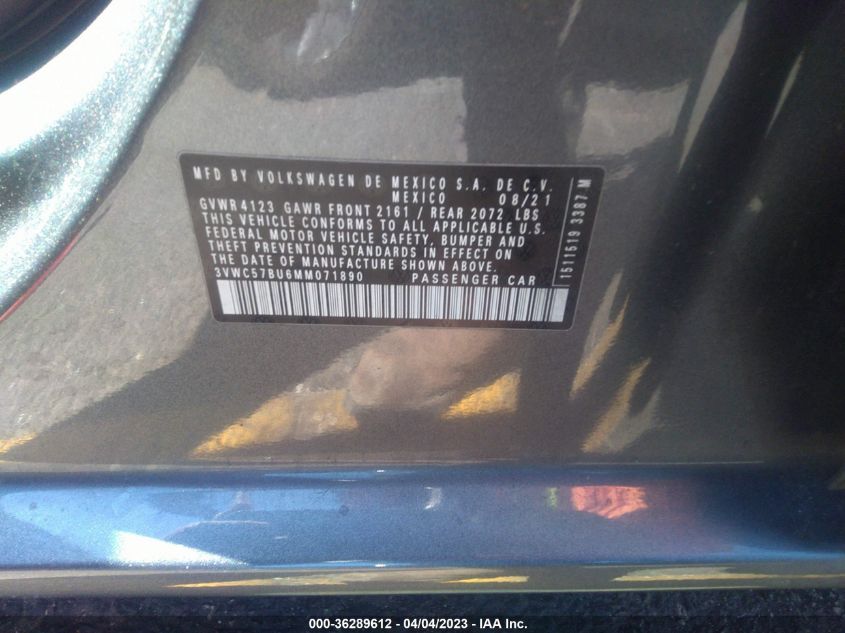 MFD BY VOLKSWAGEN DE MEXICO S.A. DE C.V.
MEXICO 08/21
GVWR 4123 GAWR FRONT 2161 / REAR 2072 LBS
THIS VEHICLE CONFORMS TO ALL APPLICABLE U.S.
FEDERAL MOTOR VEHICLE SAFETY, BUMPER AND
THEFT PREVENTION STANDARDS IN EFFECT ON
THE DATE OF MANUFACTURE SHOWN ABOVE.
3VWC57BU6MM071890 PASSENGER CAR
1511519 3387 M
000-36289612 - 04/04/2023 - IAA Inc.